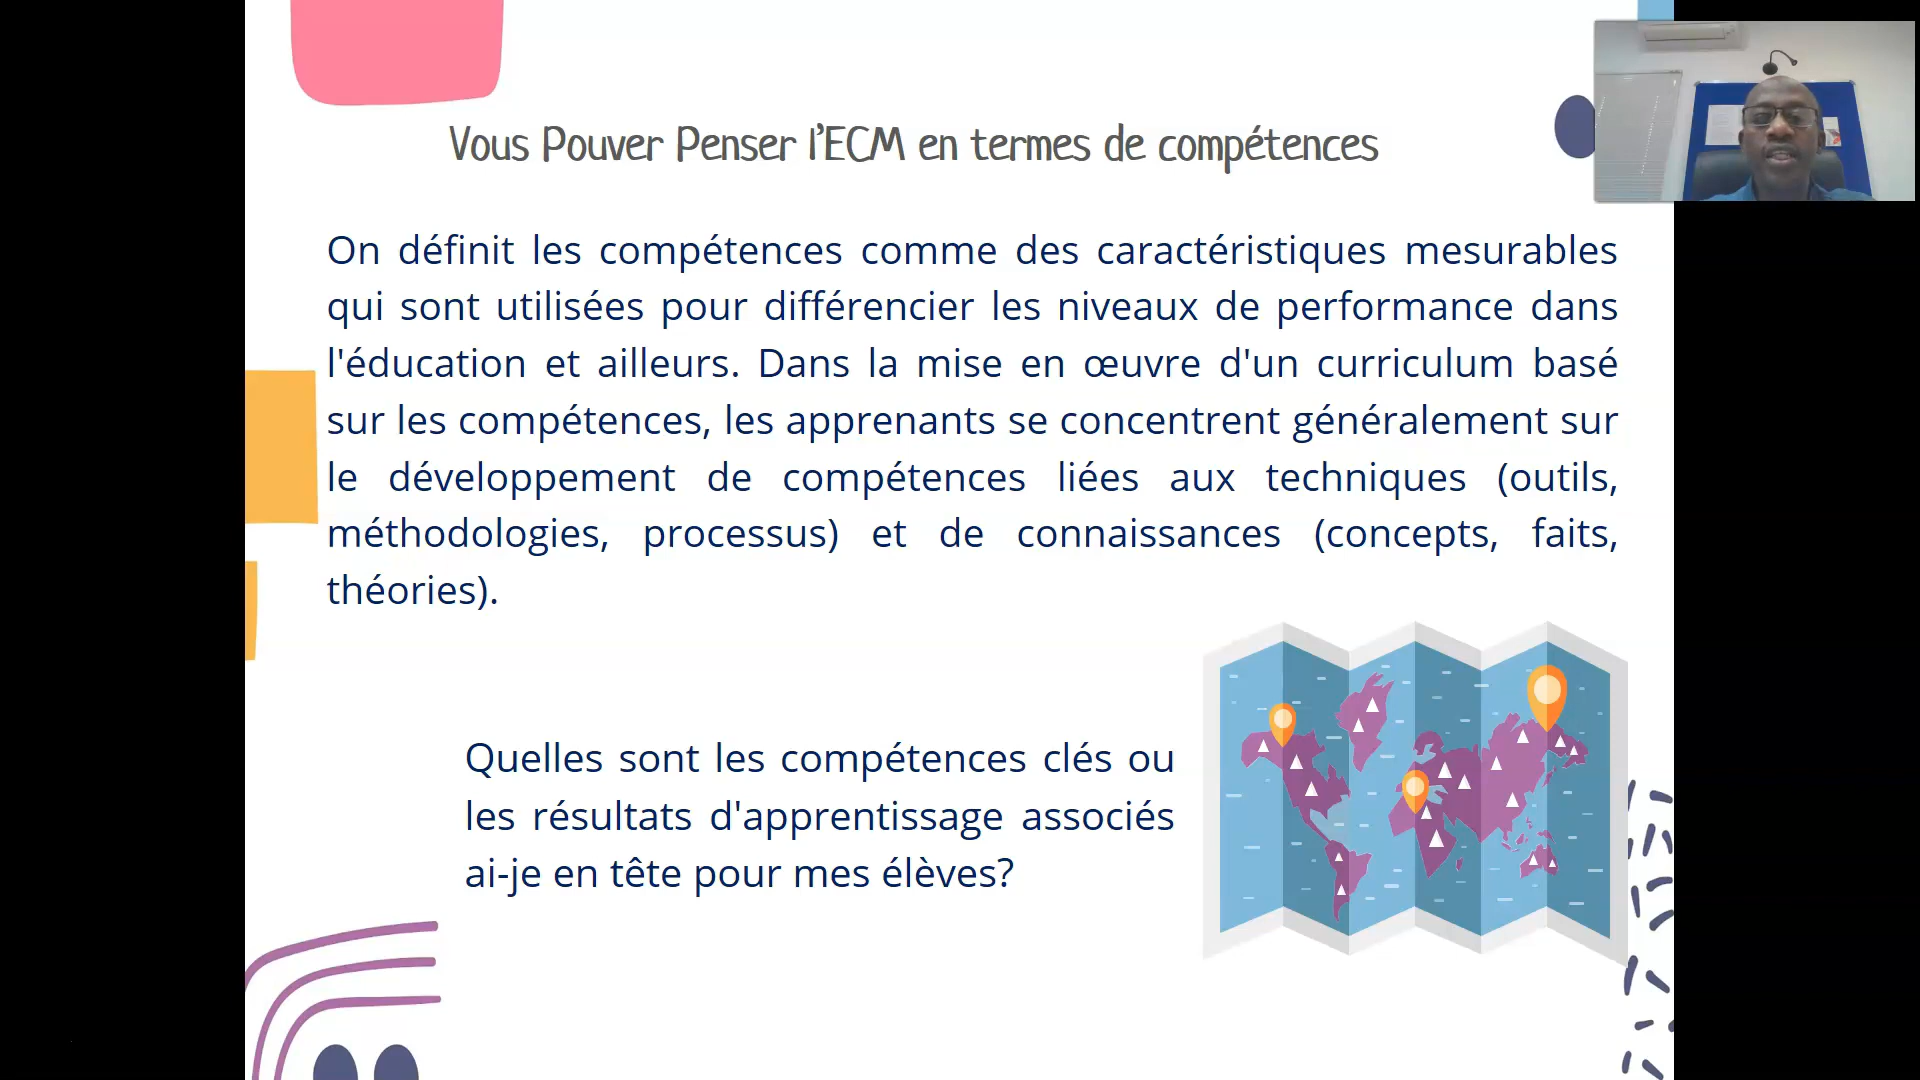 Vous Pouver Penser l'ECM en termes de compétences
On définit les compétences comme des caractéristiques mesurables
qui sont utilisées pour différencier les niveaux de performance dans
l'éducation et ailleurs. Dans la mise en œuvre d'un curriculum basé
sur les compétences, les apprenants se concentrent généralement sur
le développement de compétences liées aux techniques (outils,
méthodologies, processus) et de connaissances (concepts, faits,
théories).
Quelles sont les compétences clés ou
les résultats d'apprentissage associés
ai-je en tête pour mes élèves?